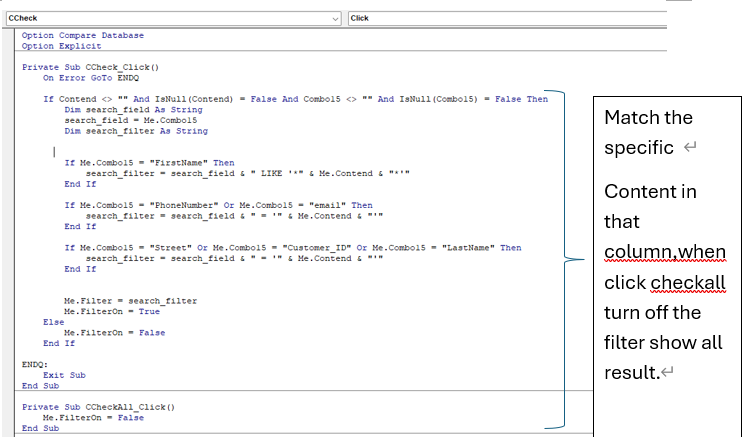 CCheck
Click
Option Compare Database
Option Explicit
Private Sub CCheck_Click()
On Error GoTo ENDQ
If Contend <> "" And IsNull(Contend) = False And Combo15 <> "" And IsNull(Combo15) = False Then
Dim search_field As String
search_field = Me.Combo15
Dim search_filter As String
If Me.Combo15 = "FirstName" Then
search_filter = search_field & " LIKE '*" & Me.Contend & "*'"
End If
If Me.Combo15 = "PhoneNumber" Or Me.Combo15 = "email" Then
search_filter = search_field & " = '" & Me.Contend & "'"
End If
If Me.Combo15 = "Street" Or Me.Combo15 = "Customer_ID" Or Me.Combo15 = "LastName" Then
search_filter = search_field & " = '" & Me.Contend & "'"
End If
Me.Filter = search_filter
Me.FilterOn = True
Else
Me.FilterOn = False
End If
ENDQ:
Exit Sub
End Sub
Private Sub CCheckAll_Click()
Me.FilterOn = False
End Sub
Match the
specific ↵
Content in
that
column,when
click checkall
turn off the
filter show all
result.↵